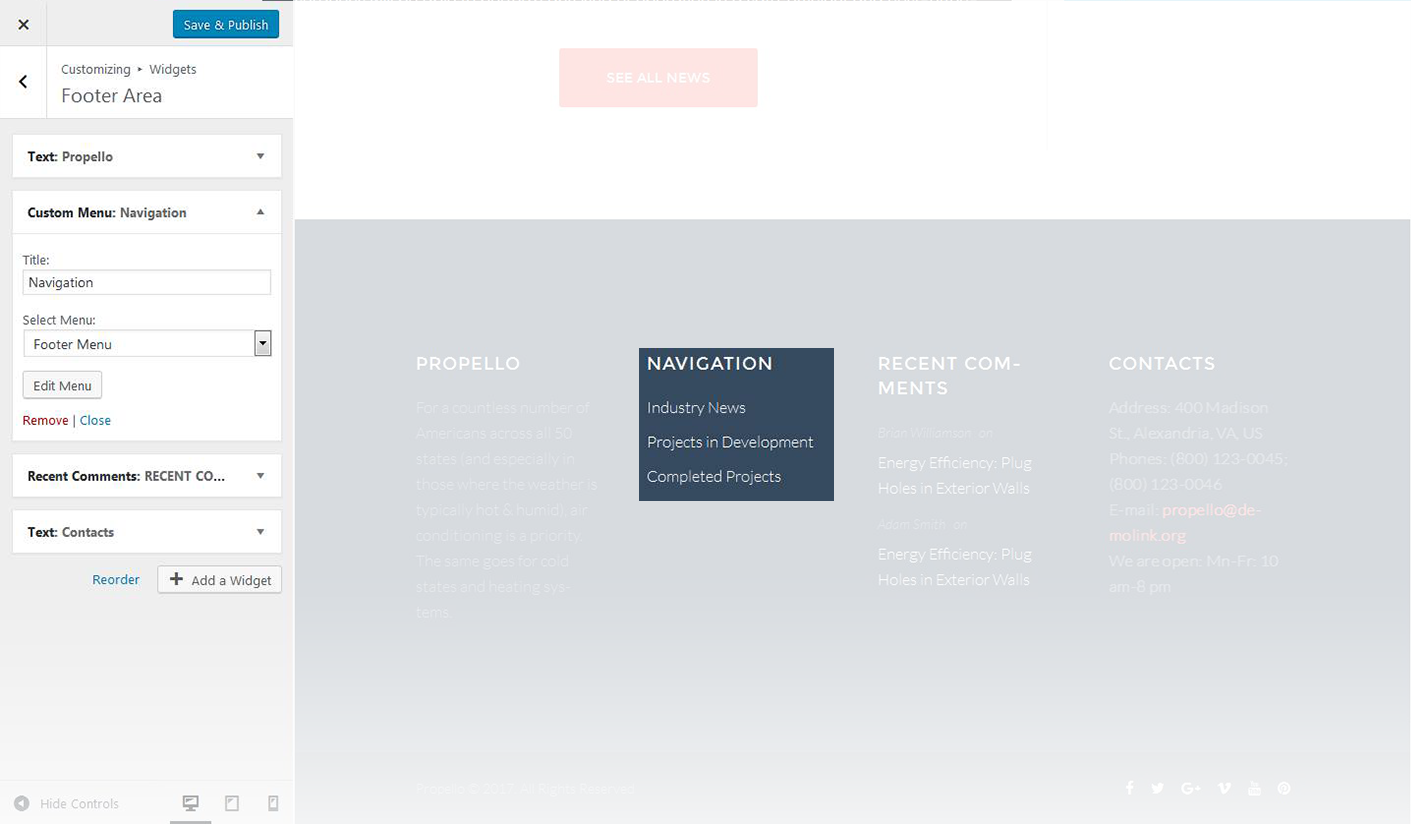 Save & Publish
Customizing ▸ Widgets
Footer Area
Text: Propello
Custom Menu: Navigation
Title:
Navigation
Select Menu:
Footer Menu
Edit Menu
Remove | Close
Recent Comments: RECENT CO...
Text: Contacts
Reorder
Add a Widget
Hide Controls
SEE ALL NEWS
PROPELLO
For a countless number of
Americans across all 50
states (and especially in
those where the weather is
typically hot & humid), air
conditioning is a priority.
The same goes for cold
states and heating sys-
tems.
NAVIGATION
Industry News
Projects in Development
Completed Projects
RECENT COM-
MENTS
Brian Williamson on
Energy Efficiency: Plug
Holes in Exterior Walls
Adam Smith on
Energy Efficiency: Plug
Holes in Exterior Walls
CONTACTS
Address: 400 Madison
St., Alexandria, VA, US
Phones: (800) 123-0045;
(800) 123-0046
E-mail: propello@de-
molink.org
We are open: Mn-Fr: 10
am-8 pm
Propello © All Rights Reserved